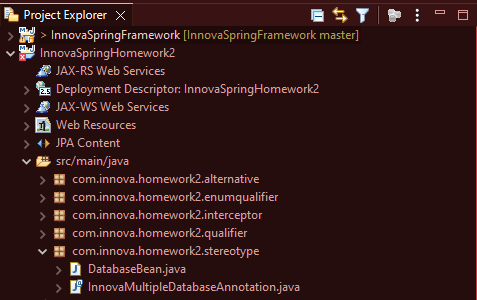 Project Explorer
> InnovaSpringFramework [InnovaSpringFramework master]
InnovaSpringHomework2
JAX-RS Web Services
Deployment Descriptor: InnovaSpringHomework2
JAX-WS Web Services
Web Resources
JPA Content
src/main/java
com.innova.homework2.alternative
com.innova.homework2.enumqualifier
com.innova.homework2.interceptor
com.innova.homework2.qualifier
com.innova.homework2.stereotype
DatabaseBean.java
InnovaMultipleDatabaseAnnotation.java